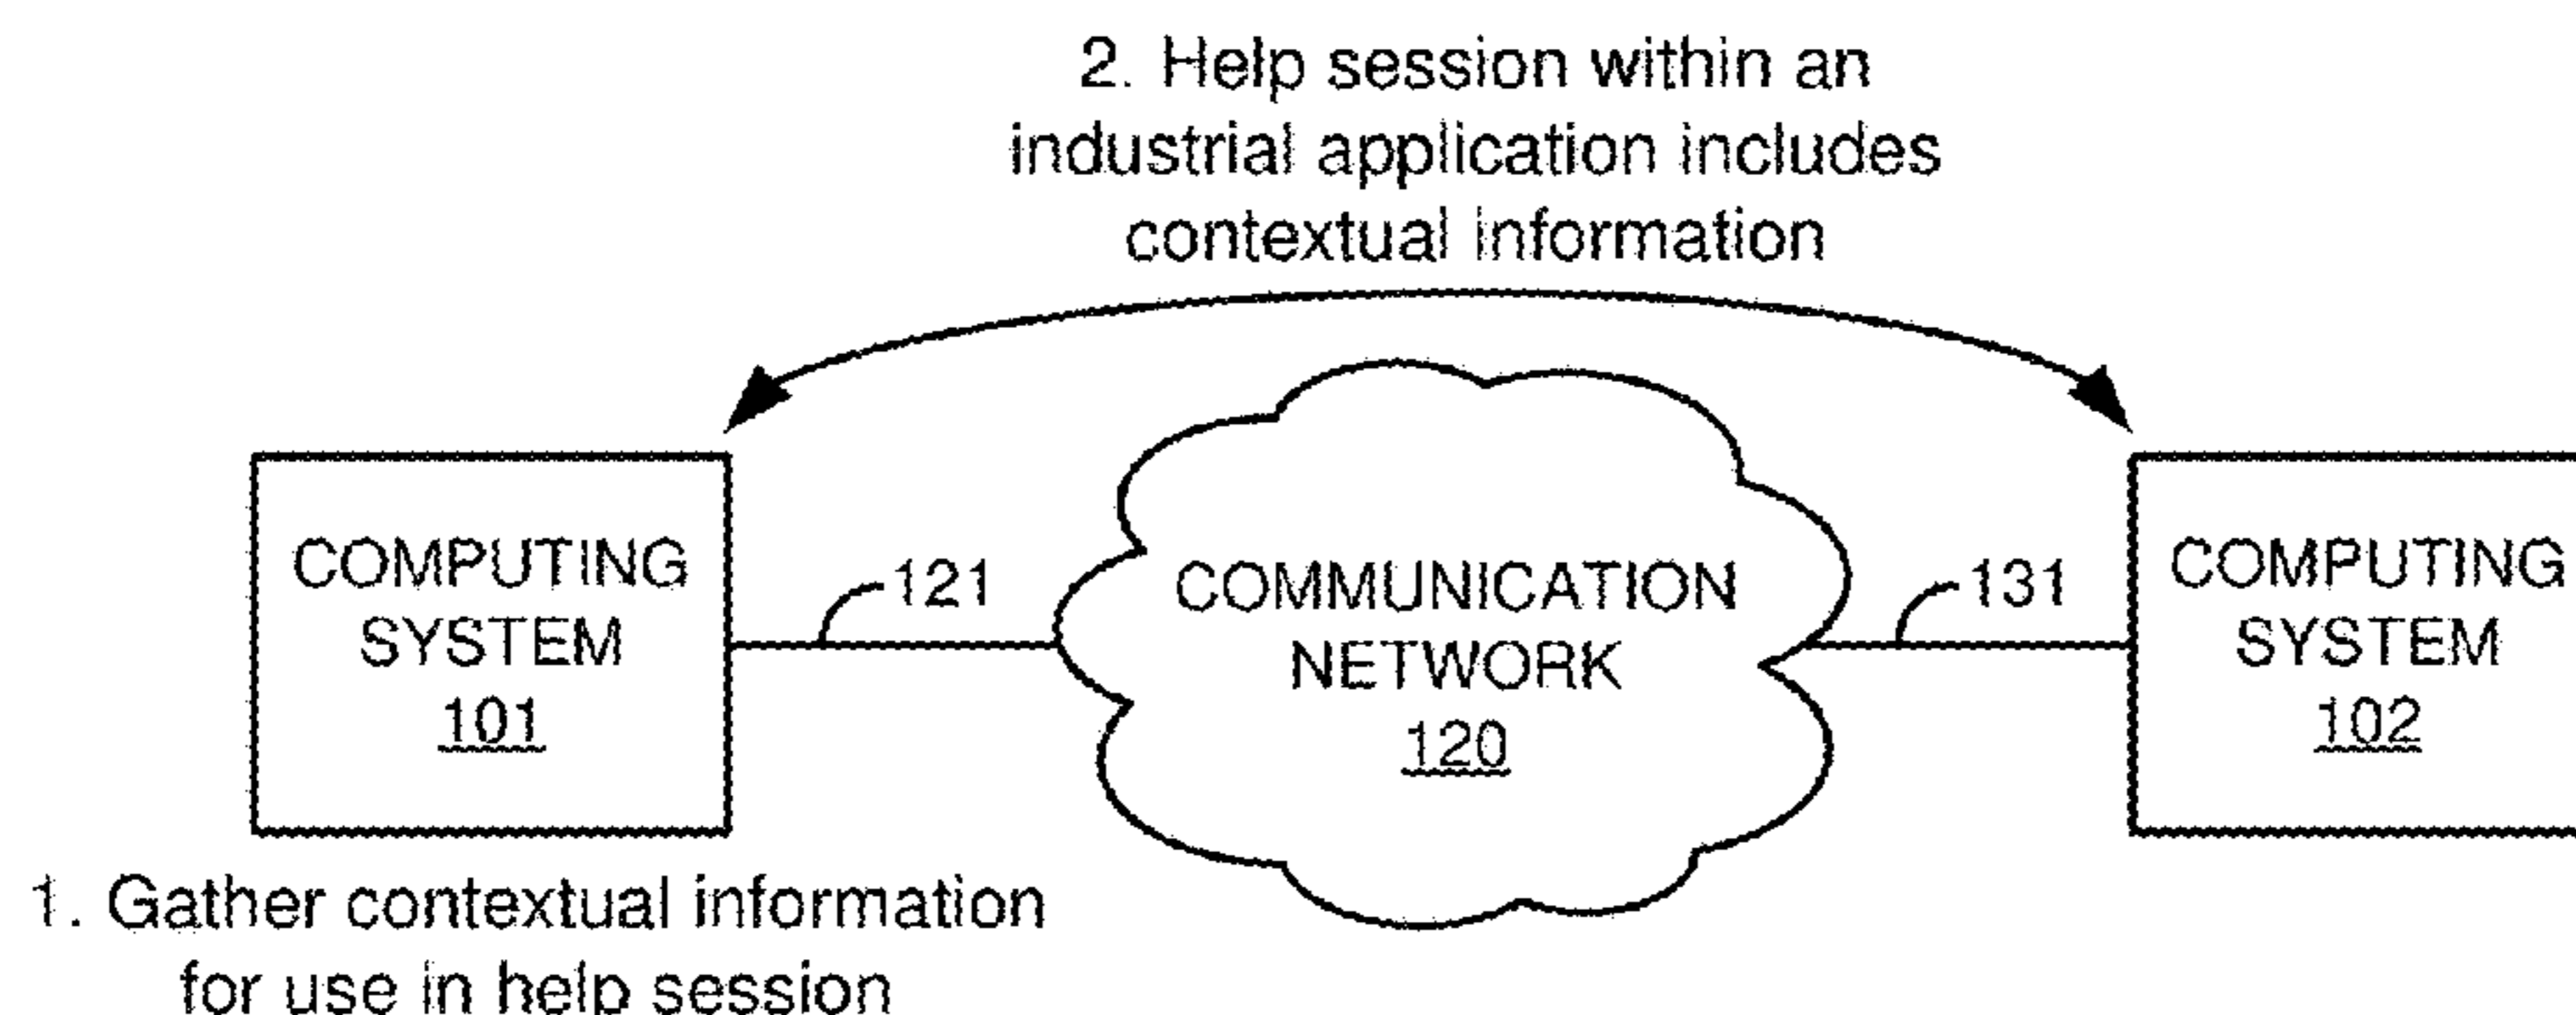 2. Help session within an
industrial application includes
contextual information
COMPUTING
SYSTEM
101
121
COMMUNICATION
NETWORK
120
131
COMPUTING
SYSTEM
102
1. Gather contextual information
for use in help session